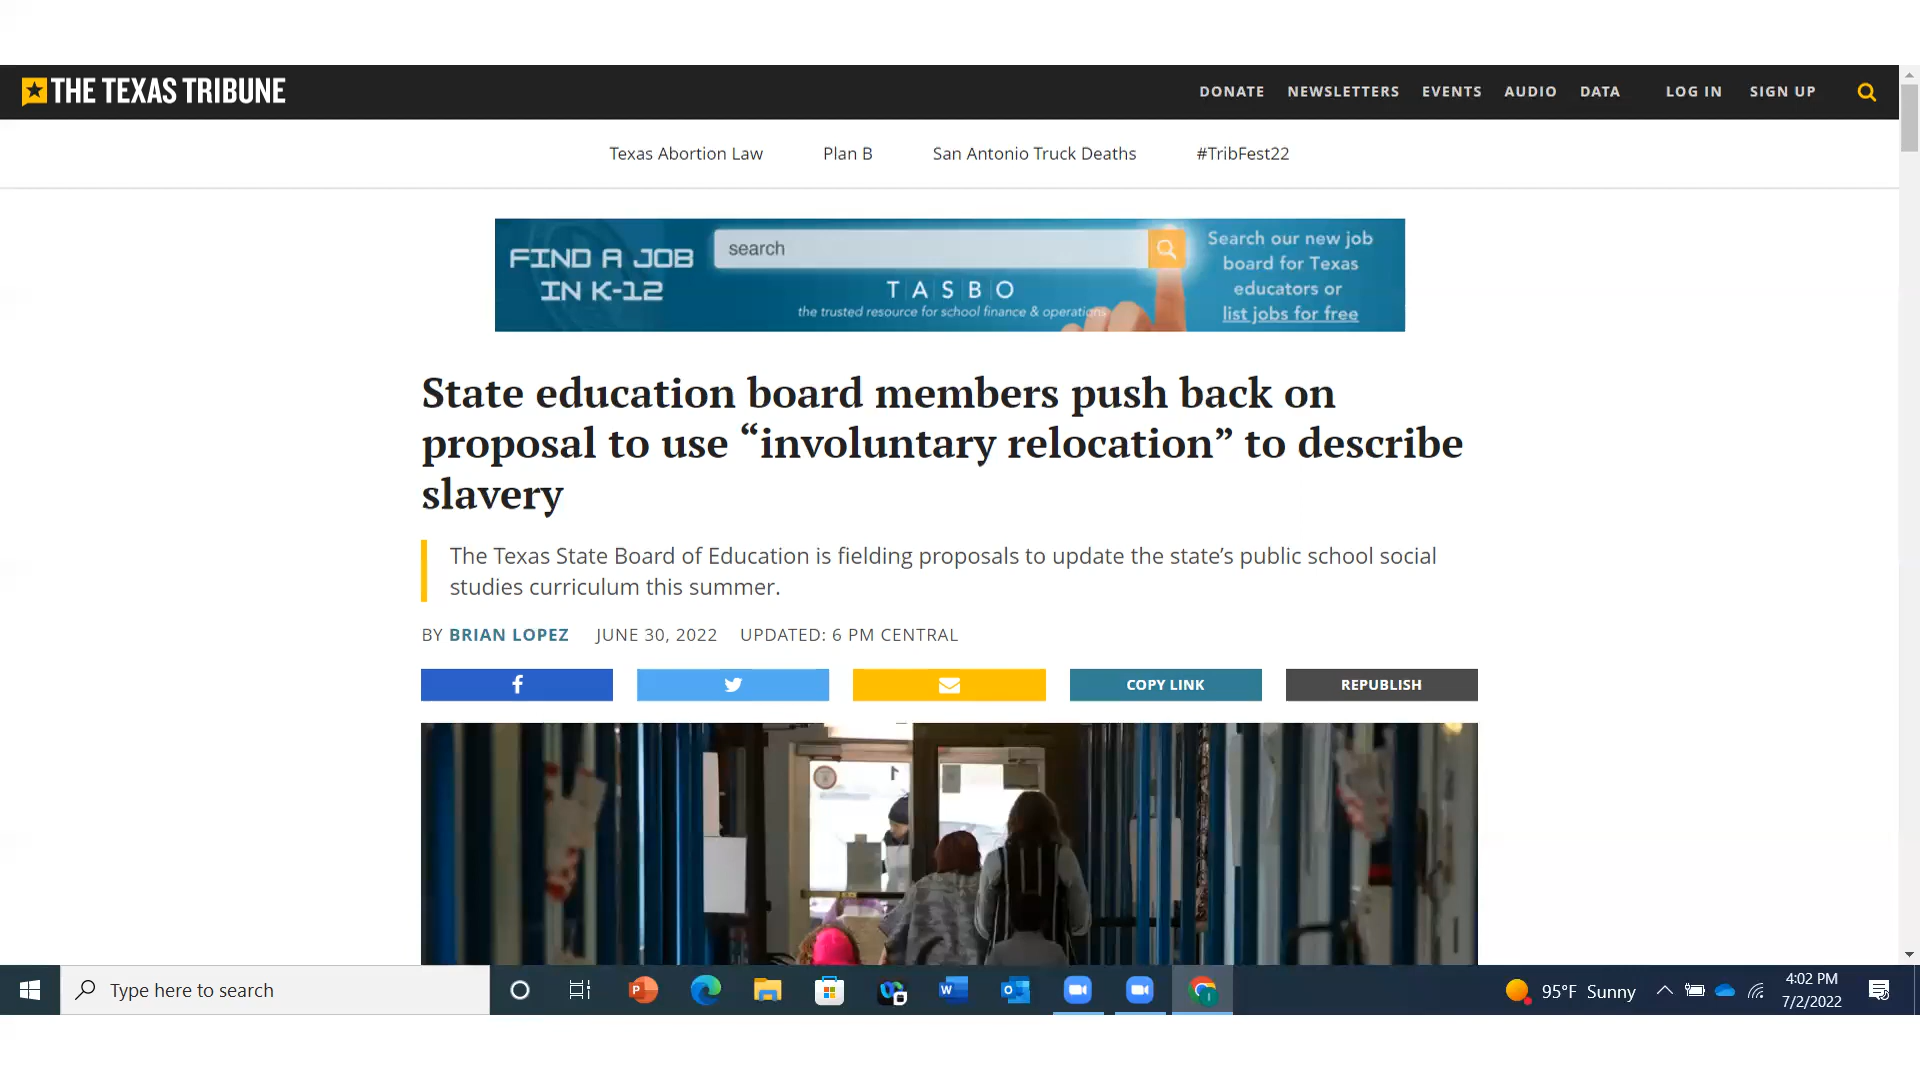 THE TEXAS TRIBUNE
DONATE NEWSLETTERS EVENTS AUDIO DATA LOG IN SIGN UP
Texas Abortion Law Plan B San Antonio Truck Deaths #TribFest22
FIND A JOB
IN K-12
search
T|A|S|B|O
the trusted resource for school finance & operations
Search our new job
board for Texas
educators or
list jobs for free
State education board members push back on
proposal to use “involuntary relocation” to describe
slavery
The Texas State Board of Education is fielding proposals to update the state’s public school social
studies curriculum this summer.
BY BRIAN LOPEZ JUNE 30, 2022 UPDATED: 6 PM CENTRAL
COPY LINK
REPUBLISH
Type here to search
95°F Sunny
4:02 PM
7/2/2022